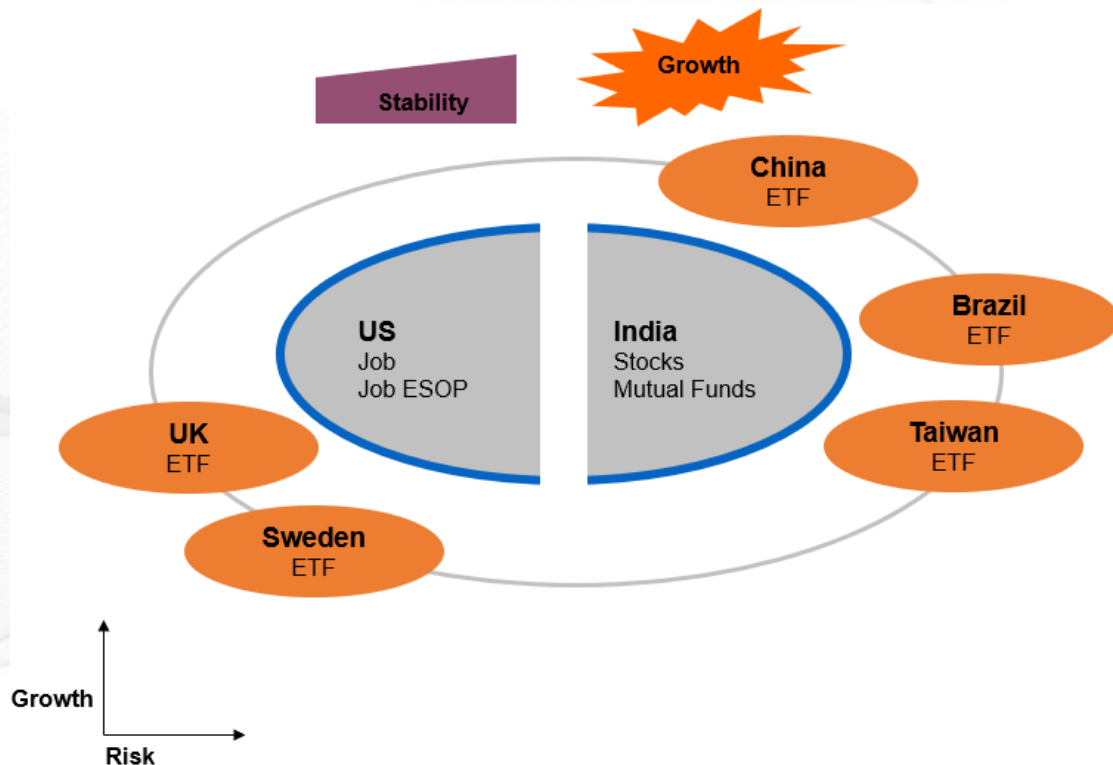 Stability
Growth
China
ETF
US
Job
Job ESOP
India
Stocks
Mutual Funds
Brazil
ETF
UK
ETF
Taiwan
ETF
Sweden
ETF
Growth
Risk